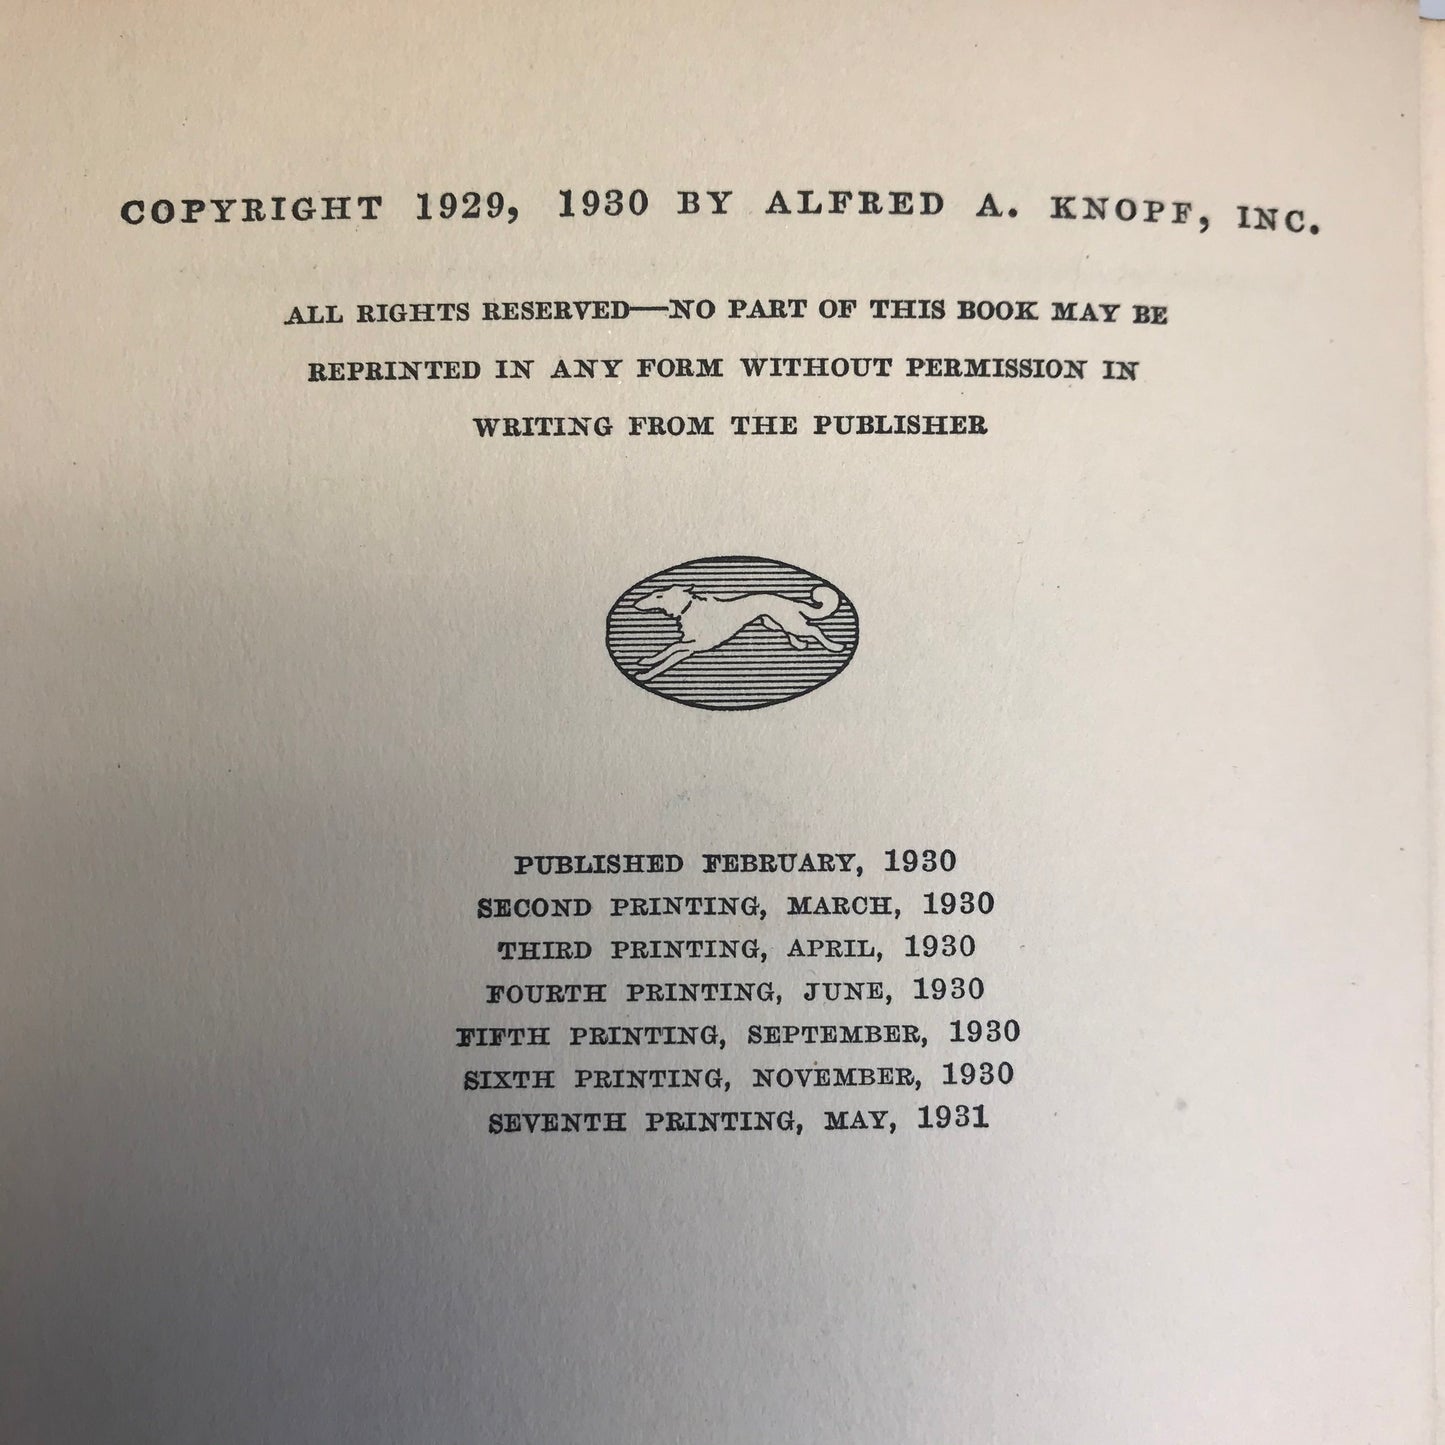 COPYRIGHT 1929, 1930 BY ALFRED A. KNOPF, INC.
ALL RIGHTS RESERVED—NO PART OF THIS BOOK MAY BE
REPRINTED IN ANY FORM WITHOUT PERMISSION IN
WRITING FROM THE PUBLISHER
PUBLISHED FEBRUARY, 1930
SECOND PRINTING, MARCH, 1930
THIRD PRINTING, APRIL, 1930
FOURTH PRINTING, JUNE, 1930
FIFTH PRINTING, SEPTEMBER, 1930
SIXTH PRINTING, NOVEMBER, 1930
SEVENTH PRINTING, MAY, 1931